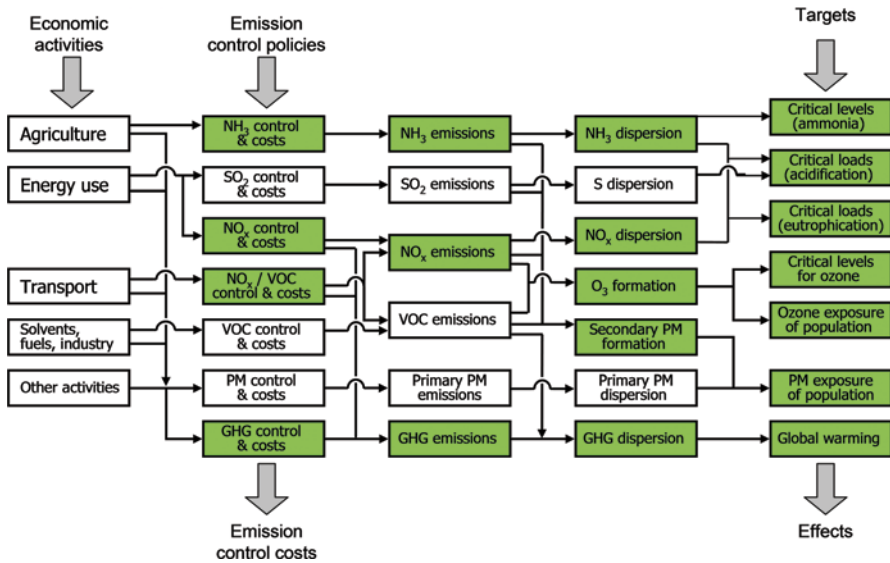 Economic
activities
Emission
control policies
Targets
Agriculture
Energy use
Transport
Solvents,
fuels, industry
Other activities
NH₃ control
& costs
SO₂ control
& costs
NOₓ control
& costs
NOₓ / VOC
control & costs
VOC control
& costs
PM control
& costs
GHG control
& costs
NH₃ emissions
SO₂ emissions
NOₓ emissions
VOC emissions
Primary PM
emissions
GHG emissions
NH₃ dispersion
S dispersion
NOₓ dispersion
O₃ formation
Secondary PM
formation
Primary PM
dispersion
GHG dispersion
Critical levels
(ammonia)
Critical loads
(acidification)
Critical loads
(eutrophication)
Critical levels
for ozone
Ozone exposure
of population
PM exposure
of population
Global warming
Emission
control costs
Effects